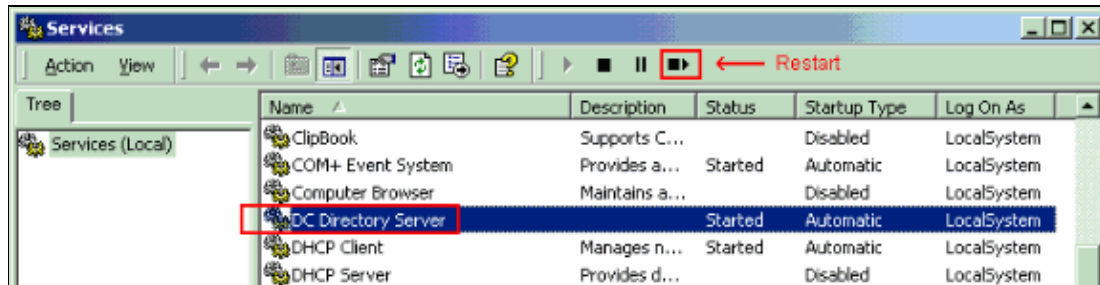 Services
Action View Restart
Tree Name Description Status Startup Type Log On As
Services (Local)
ClipBook Supports C... Disabled LocalSystem
COM+ Event System Provides a... Started Automatic LocalSystem
Computer Browser Maintains a... Disabled LocalSystem
DC Directory Server Started Automatic LocalSystem
DHCP Client Manages n... Started Automatic LocalSystem
DHCP Server Provides d... Disabled LocalSystem